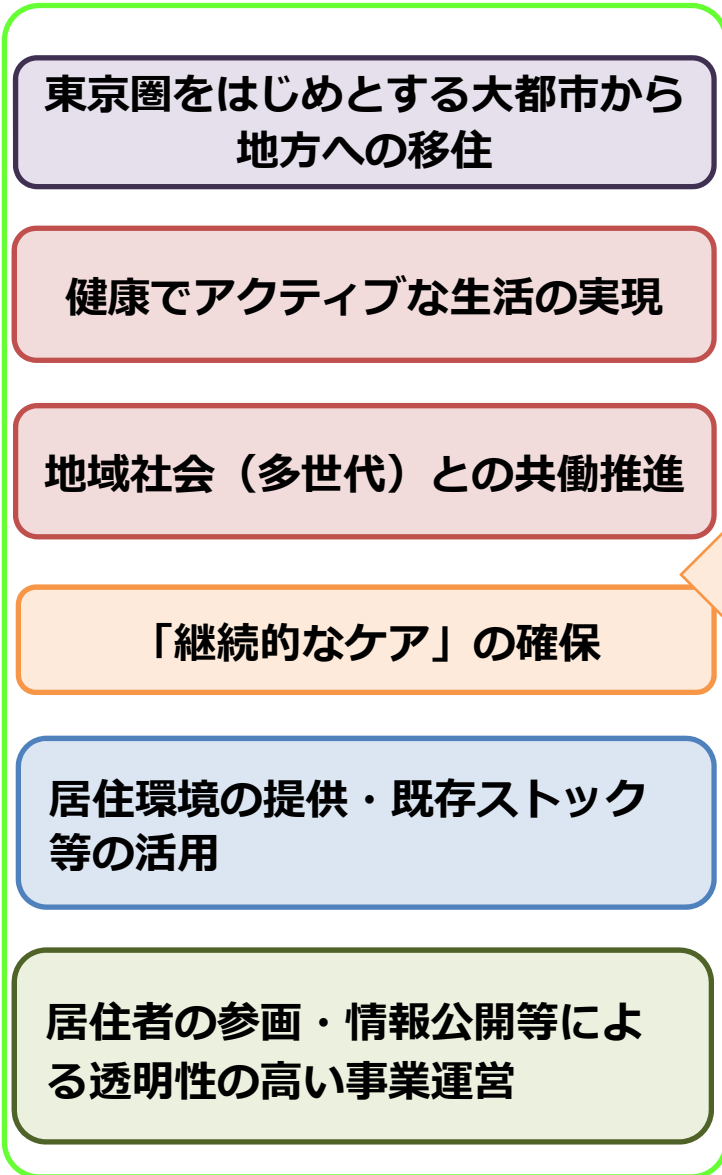 東京圏をはじめとする大都市から
地方への移住
健康でアクティブな生活の実現
地域社会（多世代）との共働推進
「継続的なケア」の確保
居住環境の提供・既存ストック
等の活用
居住者の参画・情報公開等によ
る透明性の高い事業運営